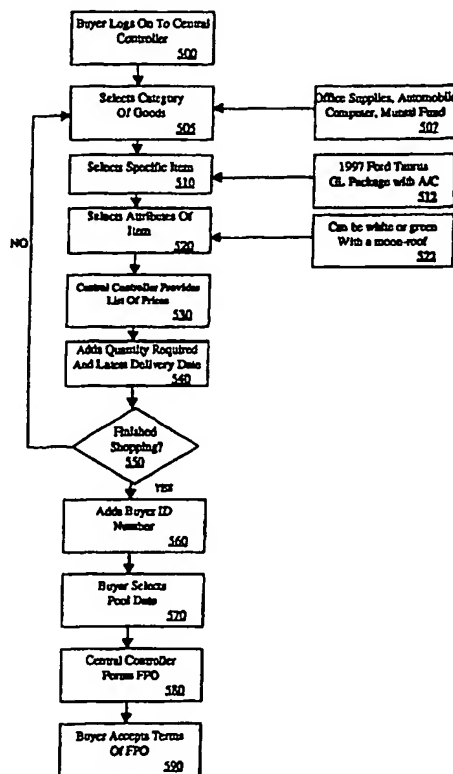 Buyer Logs On To Central
Controller
500
Selects Category
Of Goods
505
Office Supplies, Automobile
Computer, Mutual Fund
507
Selects Specific Item
510
1997 Ford Taurus
GL Package with A/C
512
Selects Attributes Of
Item
520
Can be white or green
With a moon-roof
522
NO
Central Controller Provides
List Of Prices
530
Adds Quantity Required
And Latest Delivery Date
540
Finished
Shopping?
550
YES
Adds Buyer ID
Number
560
Buyer Selects
Pool Date
570
Central Controller
Forms FPO
580
Buyer Accepts Terms
Of FPO
590